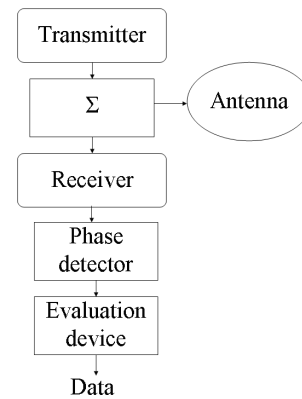 Transmitter
Σ
Antenna
Receiver
Phase
detector
Evaluation
device
Data